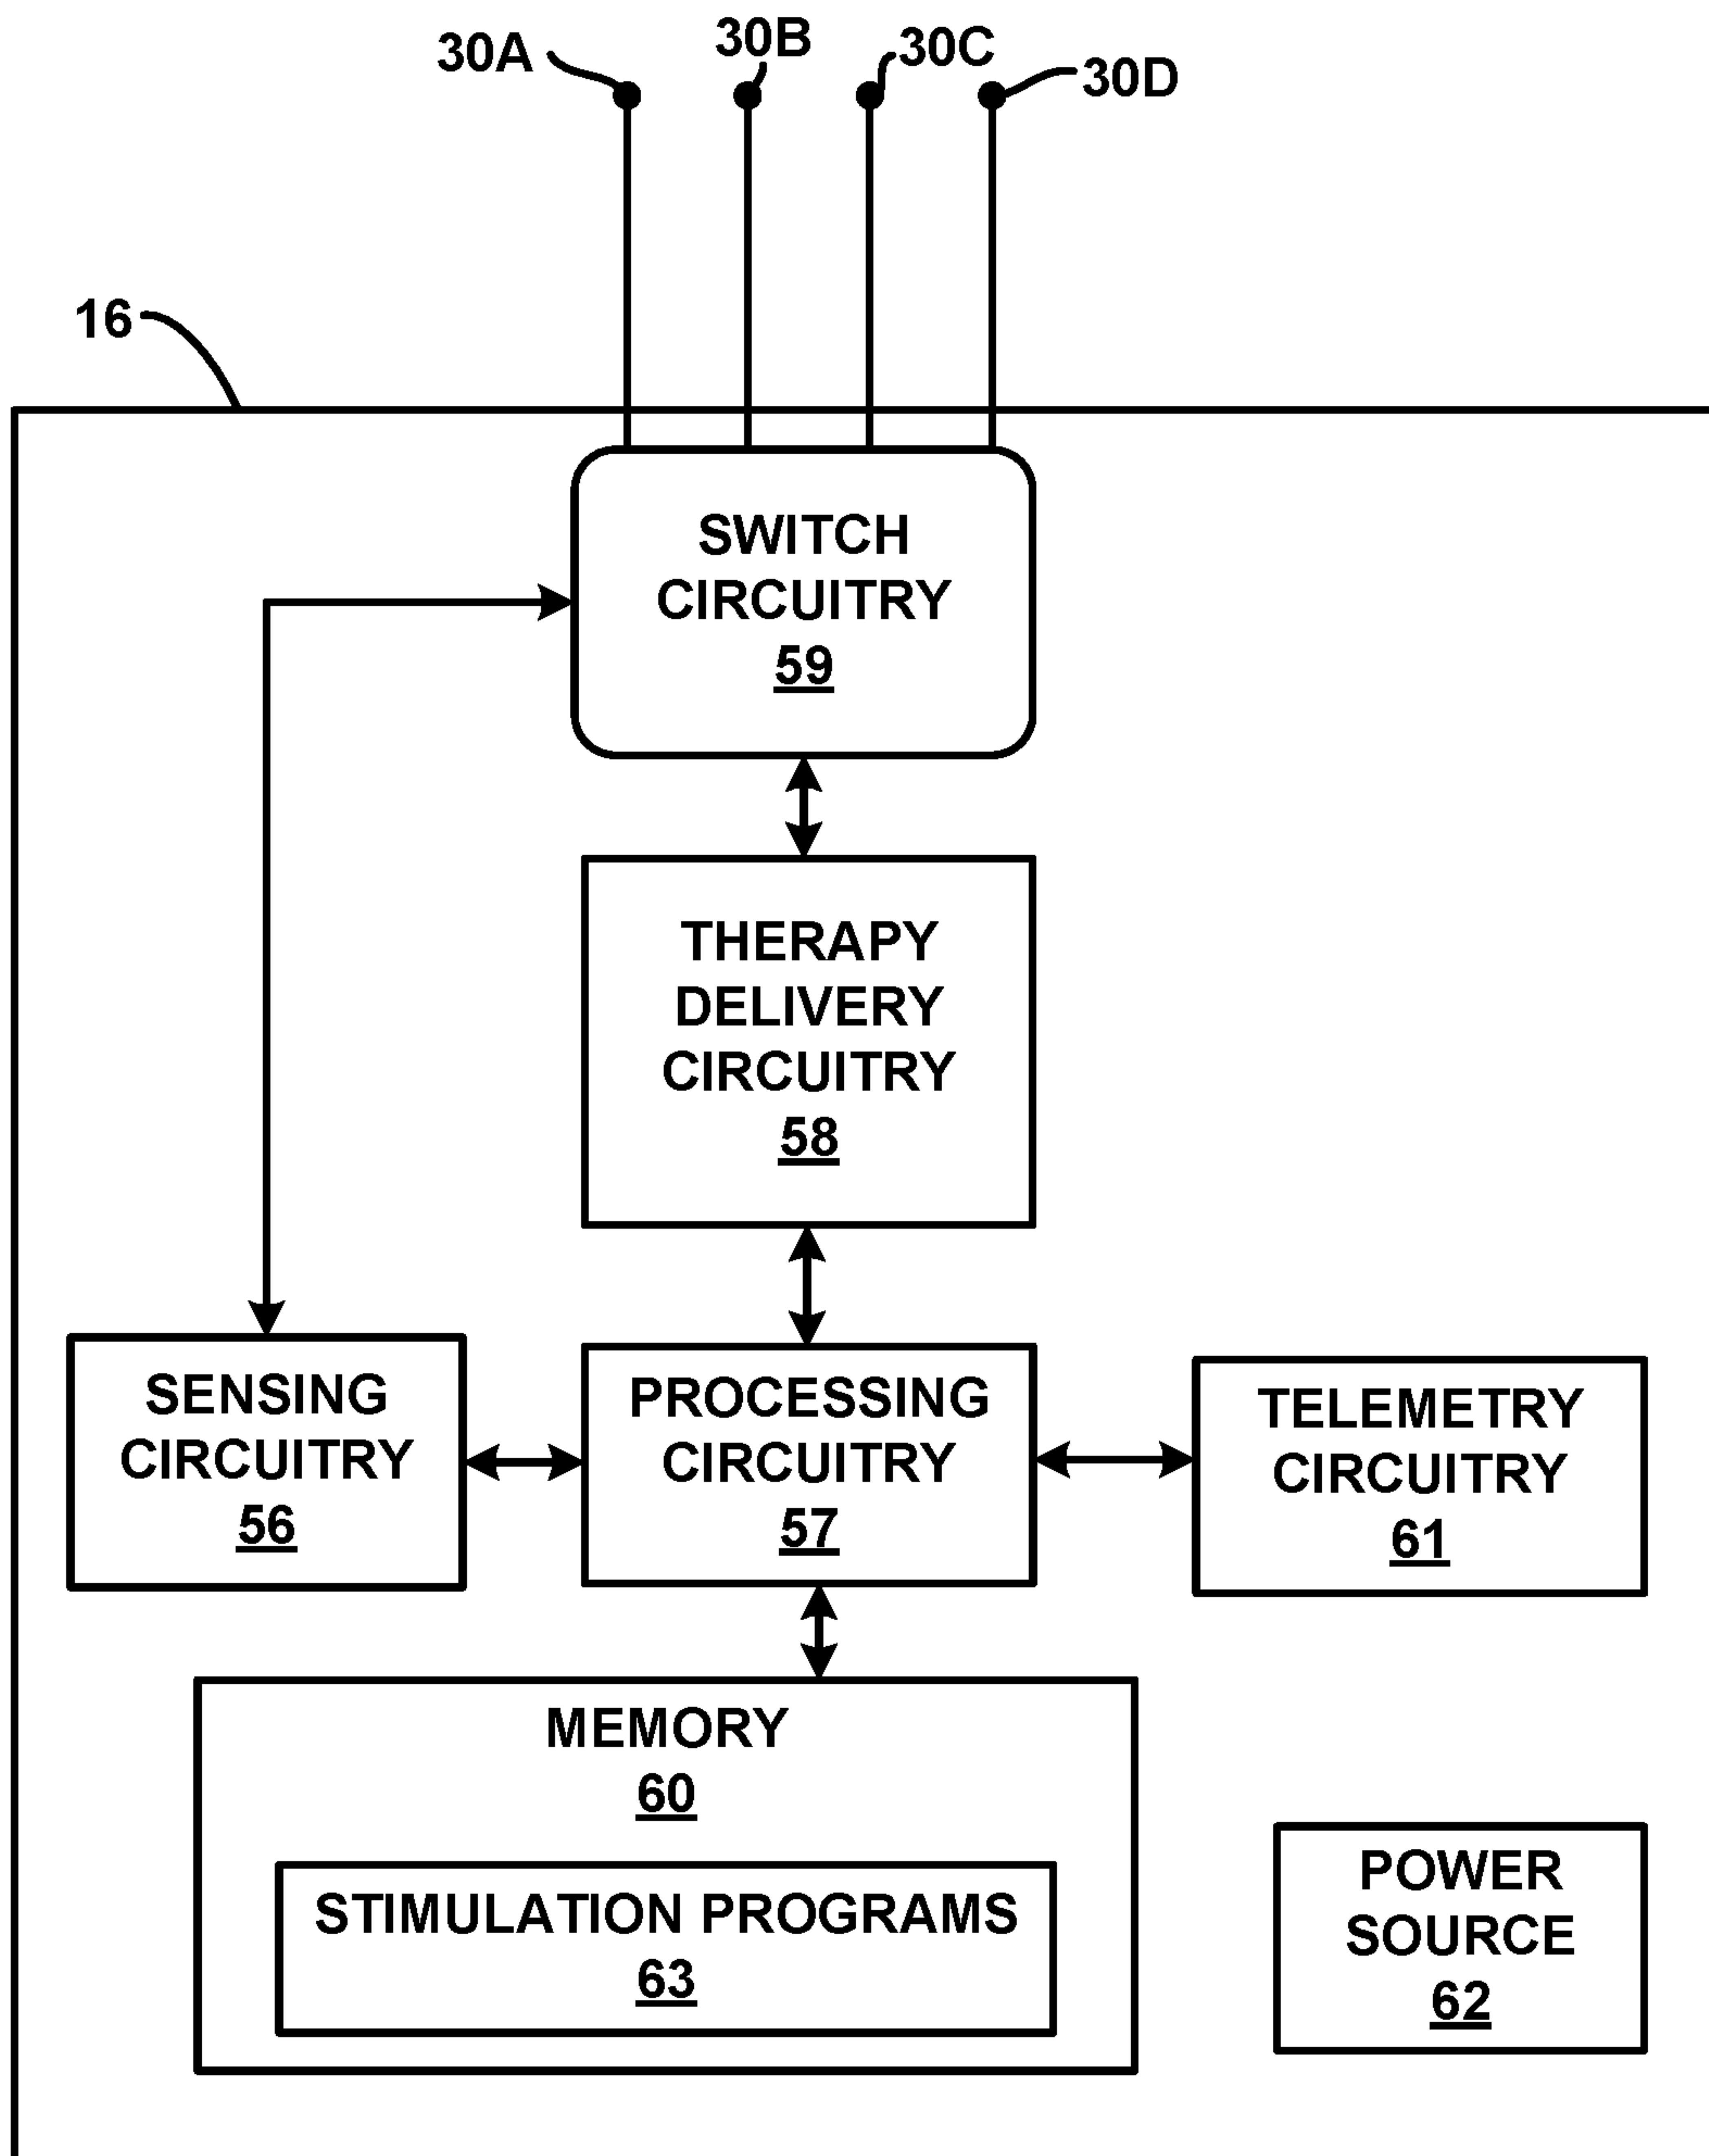 30A
30B
30C
30D
16
SWITCH
CIRCUITRY
59
THERAPY
DELIVERY
CIRCUITRY
58
SENSING
CIRCUITRY
56
PROCESSING
CIRCUITRY
57
TELEMETRY
CIRCUITRY
61
MEMORY
60
STIMULATION PROGRAMS
63
POWER
SOURCE
62